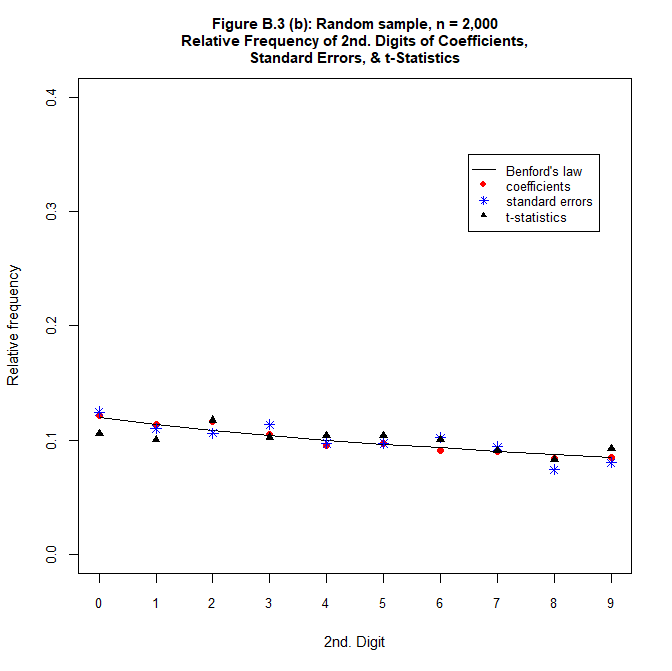 Figure B.3 (b): Random sample, n = 2,000
Relative Frequency of 2nd. Digits of Coefficients,
Standard Errors, & t-Statistics
0.4
0.3
0.2
0.1
0.0
Relative frequency
Benford's law
coefficients
standard errors
t-statistics
0 1 2 3 4 5 6 7 8 9
2nd. Digit